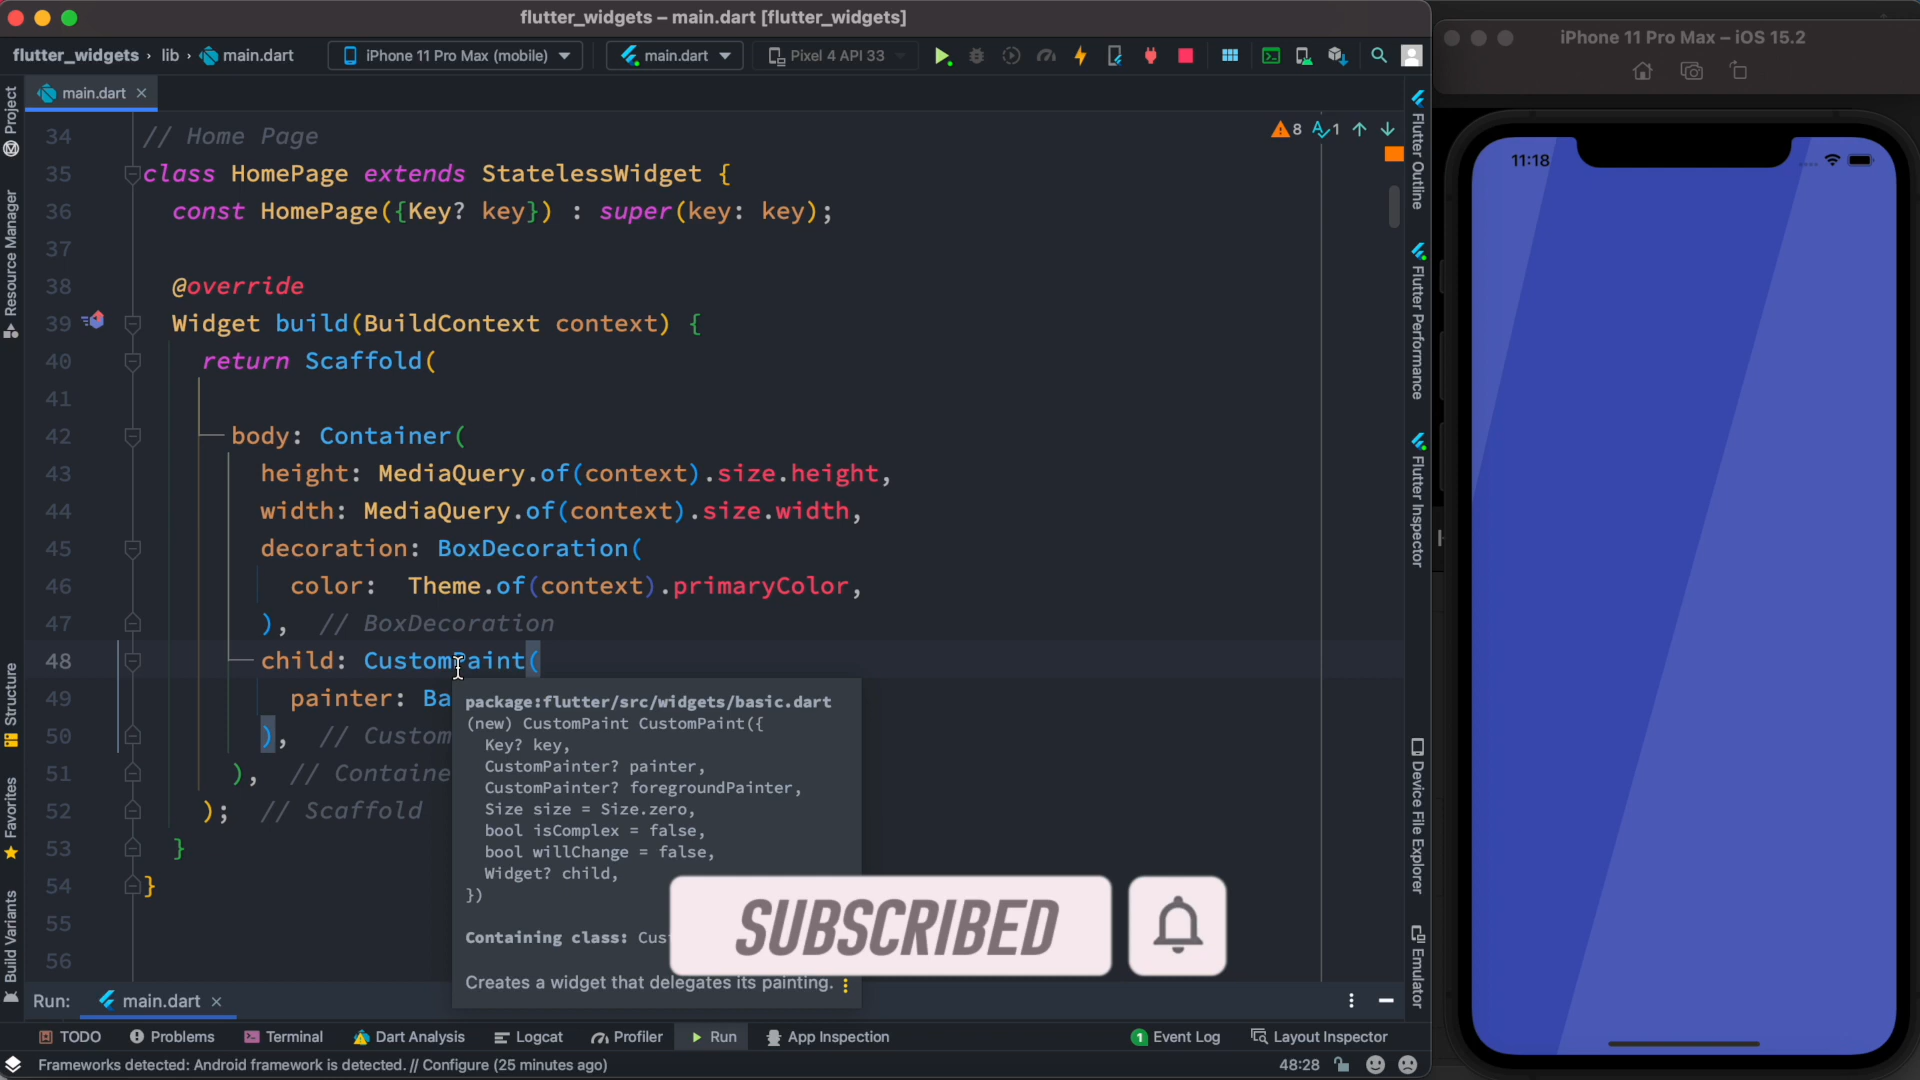 flutter_widgets – main.dart [flutter_widgets]
flutter_widgets › lib › main.dart
iPhone 11 Pro Max (mobile)
main.dart
Pixel 4 API 33
iPhone 11 Pro Max – iOS 15.2
main.dart
8
1
34 // Home Page
35 class HomePage extends StatelessWidget {
36 const HomePage({Key? key}) : super(key: key);
37
38 @override
39 Widget build(BuildContext context) {
40 return Scaffold(
41
42 body: Container(
43 height: MediaQuery.of(context).size.height,
44 width: MediaQuery.of(context).size.width,
45 decoration: BoxDecoration(
46 color: Theme.of(context).primaryColor,
47 ), // BoxDecoration
48 child: CustomPaint(
49 painter: Ba
50 ), // Custom
51 ), // Containe
52 ); // Scaffold
53 }
54 }
55
56
package:flutter/src/widgets/basic.dart
(new) CustomPaint CustomPaint({
Key? key,
CustomPainter? painter,
CustomPainter? foregroundPainter,
Size size = Size.zero,
bool isComplex = false,
bool willChange = false,
Widget? child,
})
Containing class: Cus
Creates a widget that delegates its painting.
SUBSCRIBED
Project
Resource Manager
Structure
Favorites
Build Variants
Flutter Outline
Flutter Performance
Flutter Inspector
Device File Explorer
Emulator
11:18
Run: main.dart
TODO
Problems
Terminal
Dart Analysis
Logcat
Profiler
Run
App Inspection
1 Event Log
Layout Inspector
Frameworks detected: Android framework is detected. // Configure (25 minutes ago)
48:28